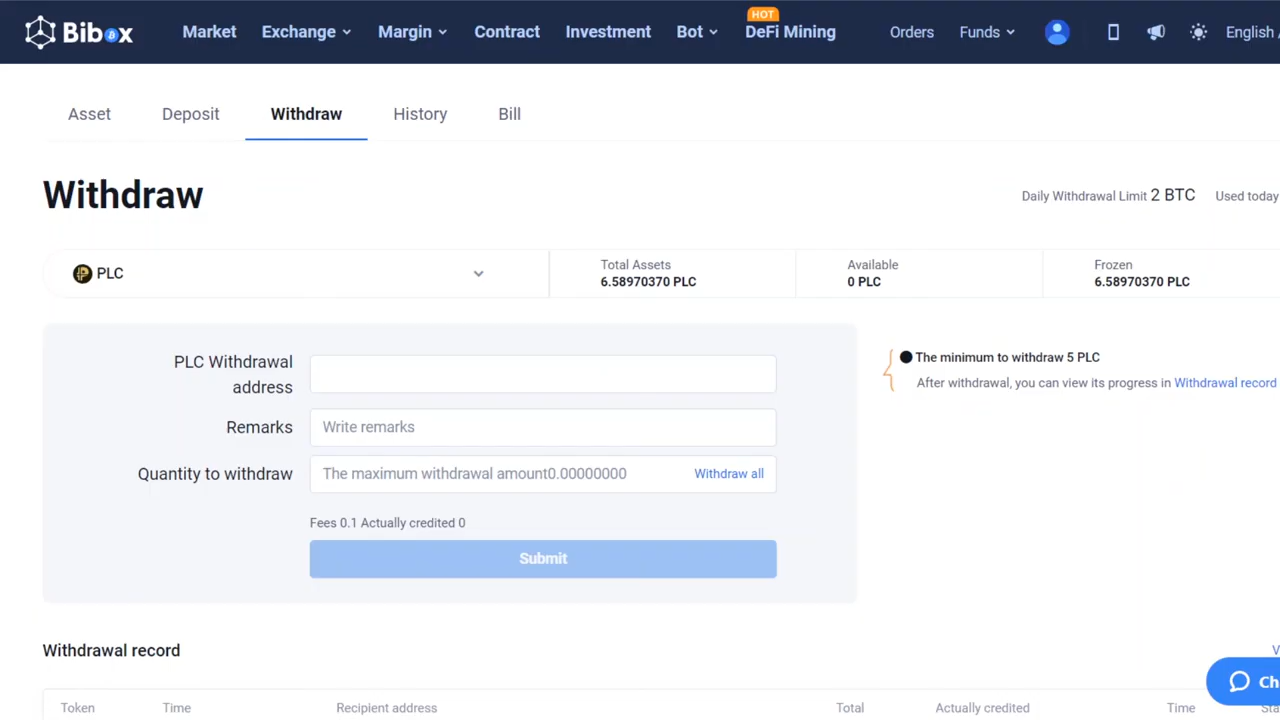 Bibox Market Exchange Margin Contract Investment Bot HOT DeFi Mining Orders Funds English
Asset Deposit Withdraw History Bill
Withdraw
Daily Withdrawal Limit 2 BTC Used today
PLC
Total Assets
6.58970370 PLC
Available
0 PLC
Frozen
6.58970370 PLC
PLC Withdrawal
address
Remarks Write remarks
Quantity to withdraw The maximum withdrawal amount0.00000000 Withdraw all
Fees 0.1 Actually credited 0
Submit
The minimum to withdraw 5 PLC
After withdrawal, you can view its progress in Withdrawal record
Withdrawal record
Token Time Recipient address Total Actually credited Time